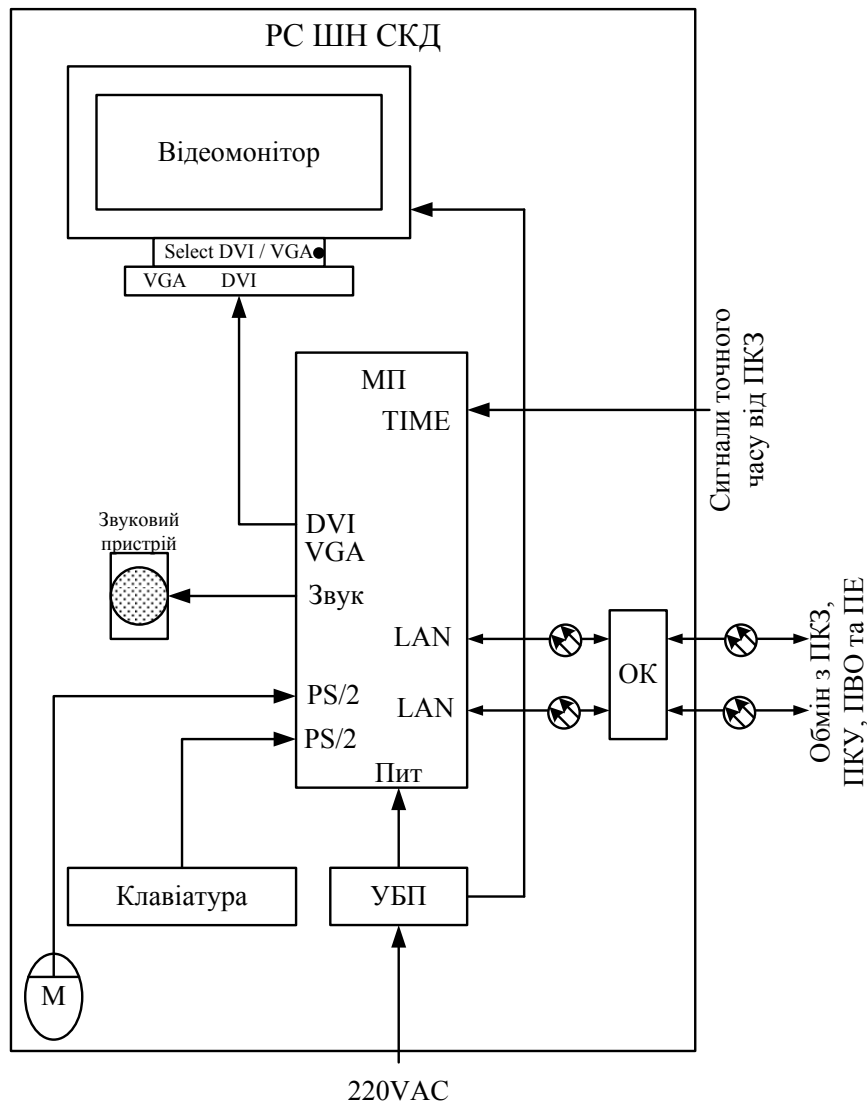 РС ШН СКД
Відеомонітор
Select DVI / VGA
VGA DVI
МП
TIME
Сигнали точного
часу від ПКЗ
DVI
VGA
Звуковий
пристрій
Звук
LAN
ОК
PS/2
LAN
PS/2
Обмін з ПКЗ,
ПКУ, ПВО та ПЕ
Пит
Клавіатура
УБП
М
220VAC